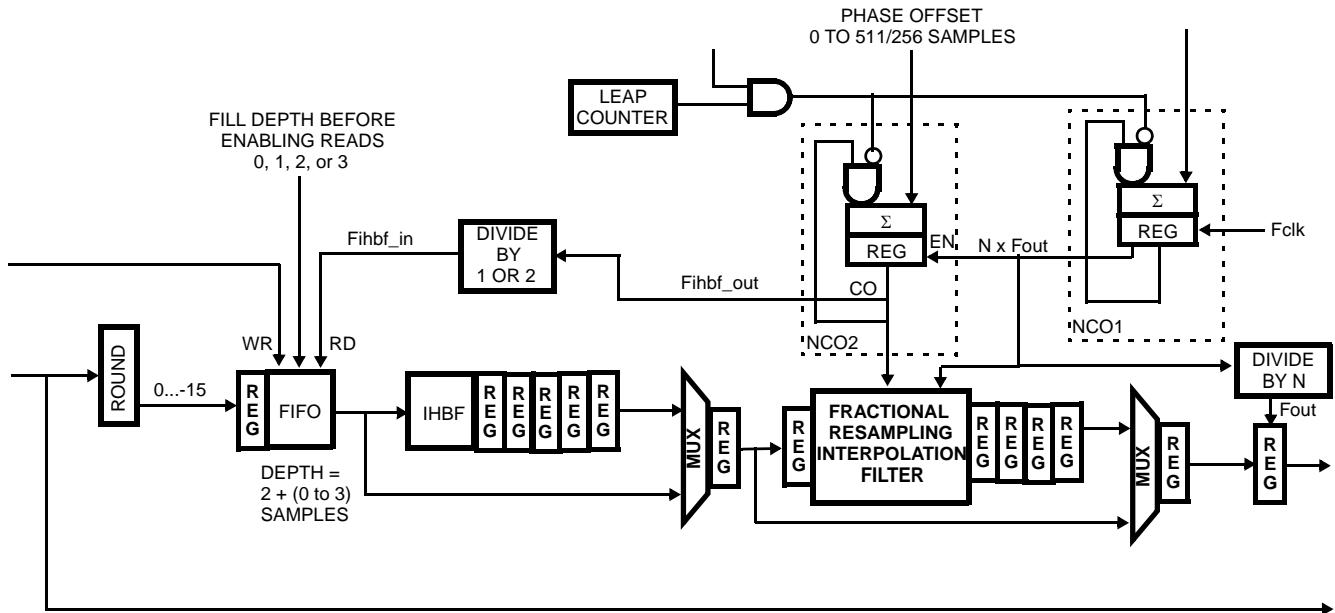 PHASE OFFSET
0 TO 511/256 SAMPLES
LEAP
COUNTER
FILL DEPTH BEFORE
ENABLING READS
0, 1, 2, or 3
Σ
REG
Fclk
Σ
REG
EN
N x Fout
Fihbf_in
DIVIDE
BY
1 OR 2
Fihbf_out
CO
NCO2
NCO1
WR
RD
DIVIDE
BY N
Fout
ROUND
0...-15
REG
FIFO
IHBF
REG
REG
REG
REG
REG
MUX
REG
REG
FRACTIONAL
RESAMPLING
INTERPOLATION
FILTER
REG
REG
REG
REG
MUX
REG
REG
DEPTH =
2 + (0 to 3)
SAMPLES